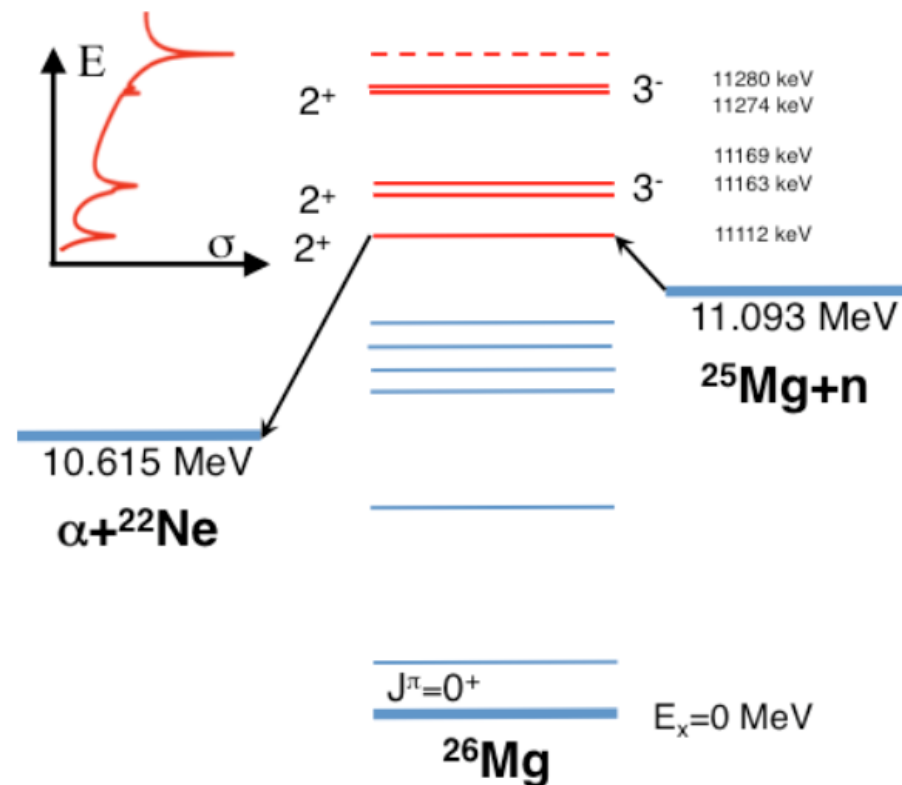 E
σ
2⁺
3⁻
11280 keV
11274 keV
2⁺
3⁻
11169 keV
11163 keV
2⁺
11112 keV
11.093 MeV
²⁵Mg+n
10.615 MeV
α+²²Ne
Jπ=0⁺
Eₓ=0 MeV
²⁶Mg